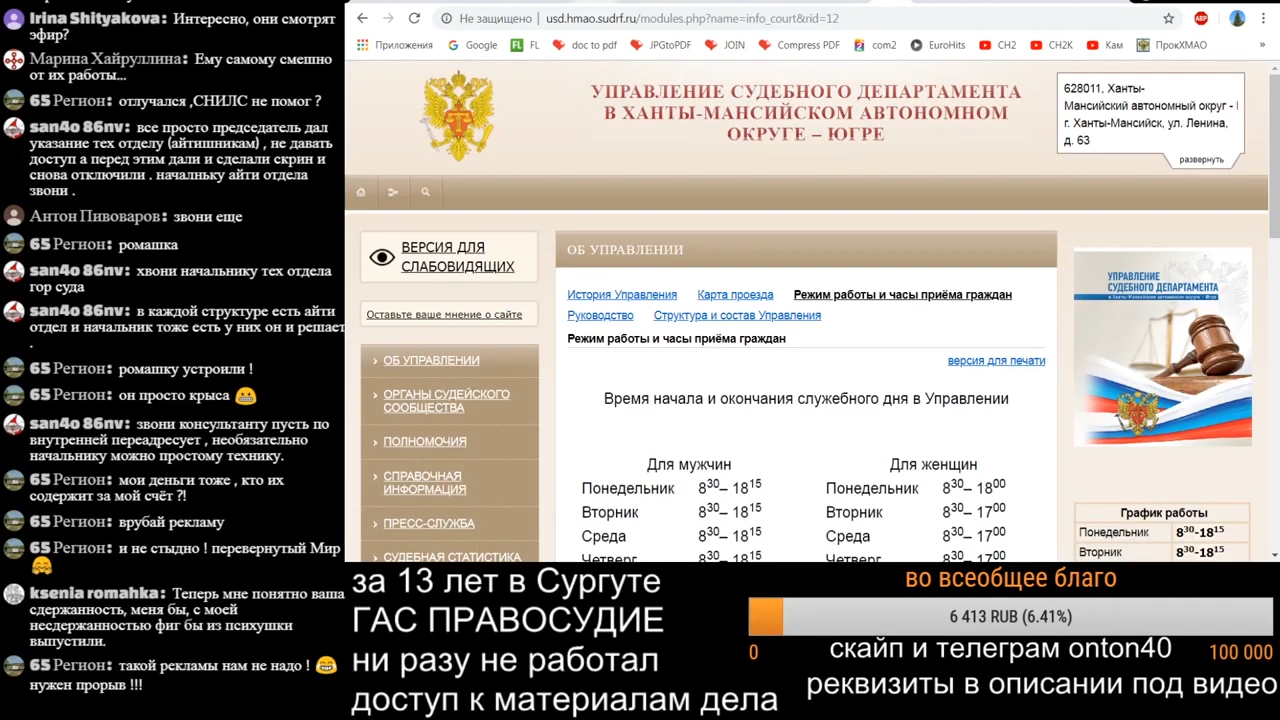 Irina Shityakova: Интересно, они смотрят
эфир?
Марина Хайруллина: Ему самому смешно
от их работы...
65 Регион: отлучался ,СНИЛС не помог ?
san4o 86nv: все просто председатель дал
указание тех отделу (айтишникам) , не давать
доступ а перед этим дали и сделали скрин и
снова отключили . началньку айти отдела
звони .
Антон Пивоваров: звони еще
65 Регион: ромашка
san4o 86nv: хвони начальнику тех отдела
гор суда
san4o 86nv: в каждой структуре есть айти
отдел и начальник тоже есть у них он и решает
.
65 Регион: ромашку устроили !
65 Регион: он просто крыса 😬
san4o 86nv: звони консультанту пусть по
внутренней переадресует , необязательно
начальнику можно простому технику.
65 Регион: мои деньги тоже , кто их
содержит за мой счёт ?!
65 Регион: врубай рекламу
65 Регион: и не стыдно ! перевернутый Мир
🤗
ksenia romahka: Теперь мне понятно ваша
сдержанность, меня бы, с моей
несдержанностью фиг бы из психушки
выпустили.
65 Регион: такой рекламы нам не надо ! 😁
нужен прорыв !!!
Не защищено | usd.hmao.sudrf.ru/modules.php?name=info_court&rid=12
ABP
Приложения Google FL FL doc to pdf JPGtoPDF JOIN Compress PDF com2 EuroHits CH2 CH2K Кам ПрокХМАО »
УПРАВЛЕНИЕ СУДЕБНОГО ДЕПАРТАМЕНТА
В ХАНТЫ-МАНСИЙСКОМ АВТОНОМНОМ
ОКРУГЕ – ЮГРЕ
628011, Ханты-
Мансийский автономный округ -
г. Ханты-Мансийск, ул. Ленина,
д. 63
развернуть
ВЕРСИЯ ДЛЯ
СЛАБОВИДЯЩИХ
Оставьте ваше мнение о сайте
ОБ УПРАВЛЕНИИ
ОРГАНЫ СУДЕЙСКОГО
СООБЩЕСТВА
ПОЛНОМОЧИЯ
СПРАВОЧНАЯ
ИНФОРМАЦИЯ
ПРЕСС-СЛУЖБА
СУДЕБНАЯ СТАТИСТИКА
ОБ УПРАВЛЕНИИ
История Управления Карта проезда Режим работы и часы приёма граждан
Руководство Структура и состав Управления
Режим работы и часы приёма граждан
версия для печати
Время начала и окончания служебного дня в Управлении
Для мужчин Для женщин
Понедельник 8³⁰– 18¹⁵ Понедельник 8³⁰– 18⁰⁰
Вторник 8³⁰– 18¹⁵ Вторник 8³⁰– 17⁰⁰
Среда 8³⁰– 18¹⁵ Среда 8³⁰– 17⁰⁰
Четверг 8³⁰– 18¹⁵ Четверг 8³⁰– 17⁰⁰
УПРАВЛЕНИЕ
СУДЕБНОГО ДЕПАРТАМЕНТА
в Ханты-Мансийском автономном округе - Югре
График работы
Понедельник 8³⁰-18¹⁵
Вторник 8³⁰-18¹⁵
за 13 лет в Сургуте
ГАС ПРАВОСУДИЕ
ни разу не работал
доступ к материалам дела
во всеобщее благо
6 413 RUB (6.41%)
0 100 000
скайп и телеграм onton40
реквизиты в описании под видео